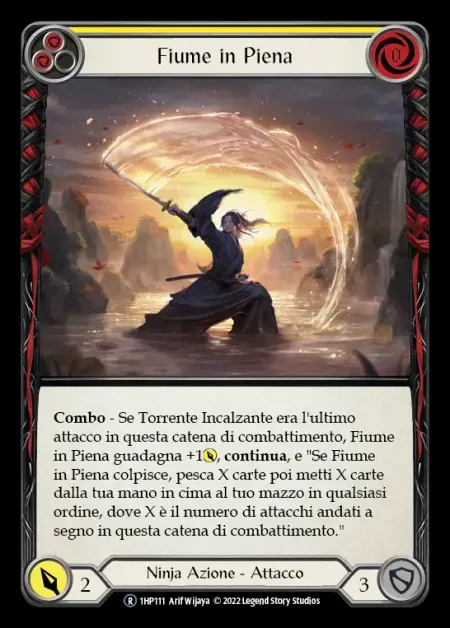 Fiume in Piena
0
Combo - Se Torrente Incalzante era l'ultimo
attacco in questa catena di combattimento, Fiume
in Piena guadagna +1, continua, e "Se Fiume
in Piena colpisce, pesca X carte poi metti X carte
dalla tua mano in cima al tuo mazzo in qualsiasi
ordine, dove X è il numero di attacchi andati a
segno in questa catena di combattimento."
2
Ninja Azione - Attacco
3
R 1HP111 Arif Wijaya © 2022 Legend Story Studios